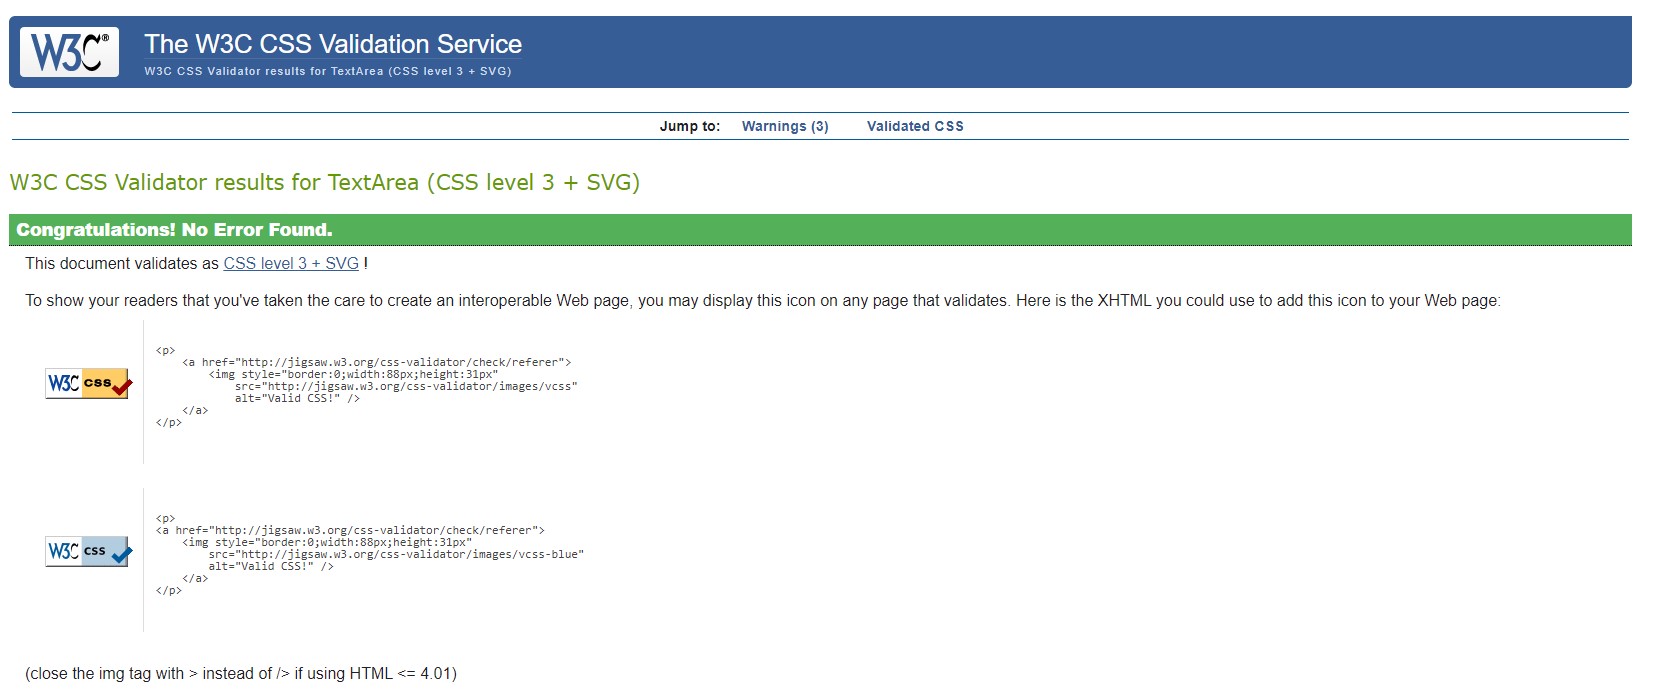 W3C®
The W3C CSS Validation Service
W3C CSS Validator results for TextArea (CSS level 3 + SVG)
Jump to: Warnings (3) Validated CSS
W3C CSS Validator results for TextArea (CSS level 3 + SVG)
Congratulations! No Error Found.
This document validates as CSS level 3 + SVG !
To show your readers that you've taken the care to create an interoperable Web page, you may display this icon on any page that validates. Here is the XHTML you could use to add this icon to your Web page:
W3C css
<p>
    <a href="http://jigsaw.w3.org/css-validator/check/referer">
        <img style="border:0;width:88px;height:31px"
            src="http://jigsaw.w3.org/css-validator/images/vcss"
            alt="Valid CSS!" />
    </a>
</p>
W3C css
<p>
<a href="http://jigsaw.w3.org/css-validator/check/referer">
    <img style="border:0;width:88px;height:31px"
        src="http://jigsaw.w3.org/css-validator/images/vcss-blue"
        alt="Valid CSS!" />
    </a>
</p>
(close the img tag with > instead of /> if using HTML <= 4.01)